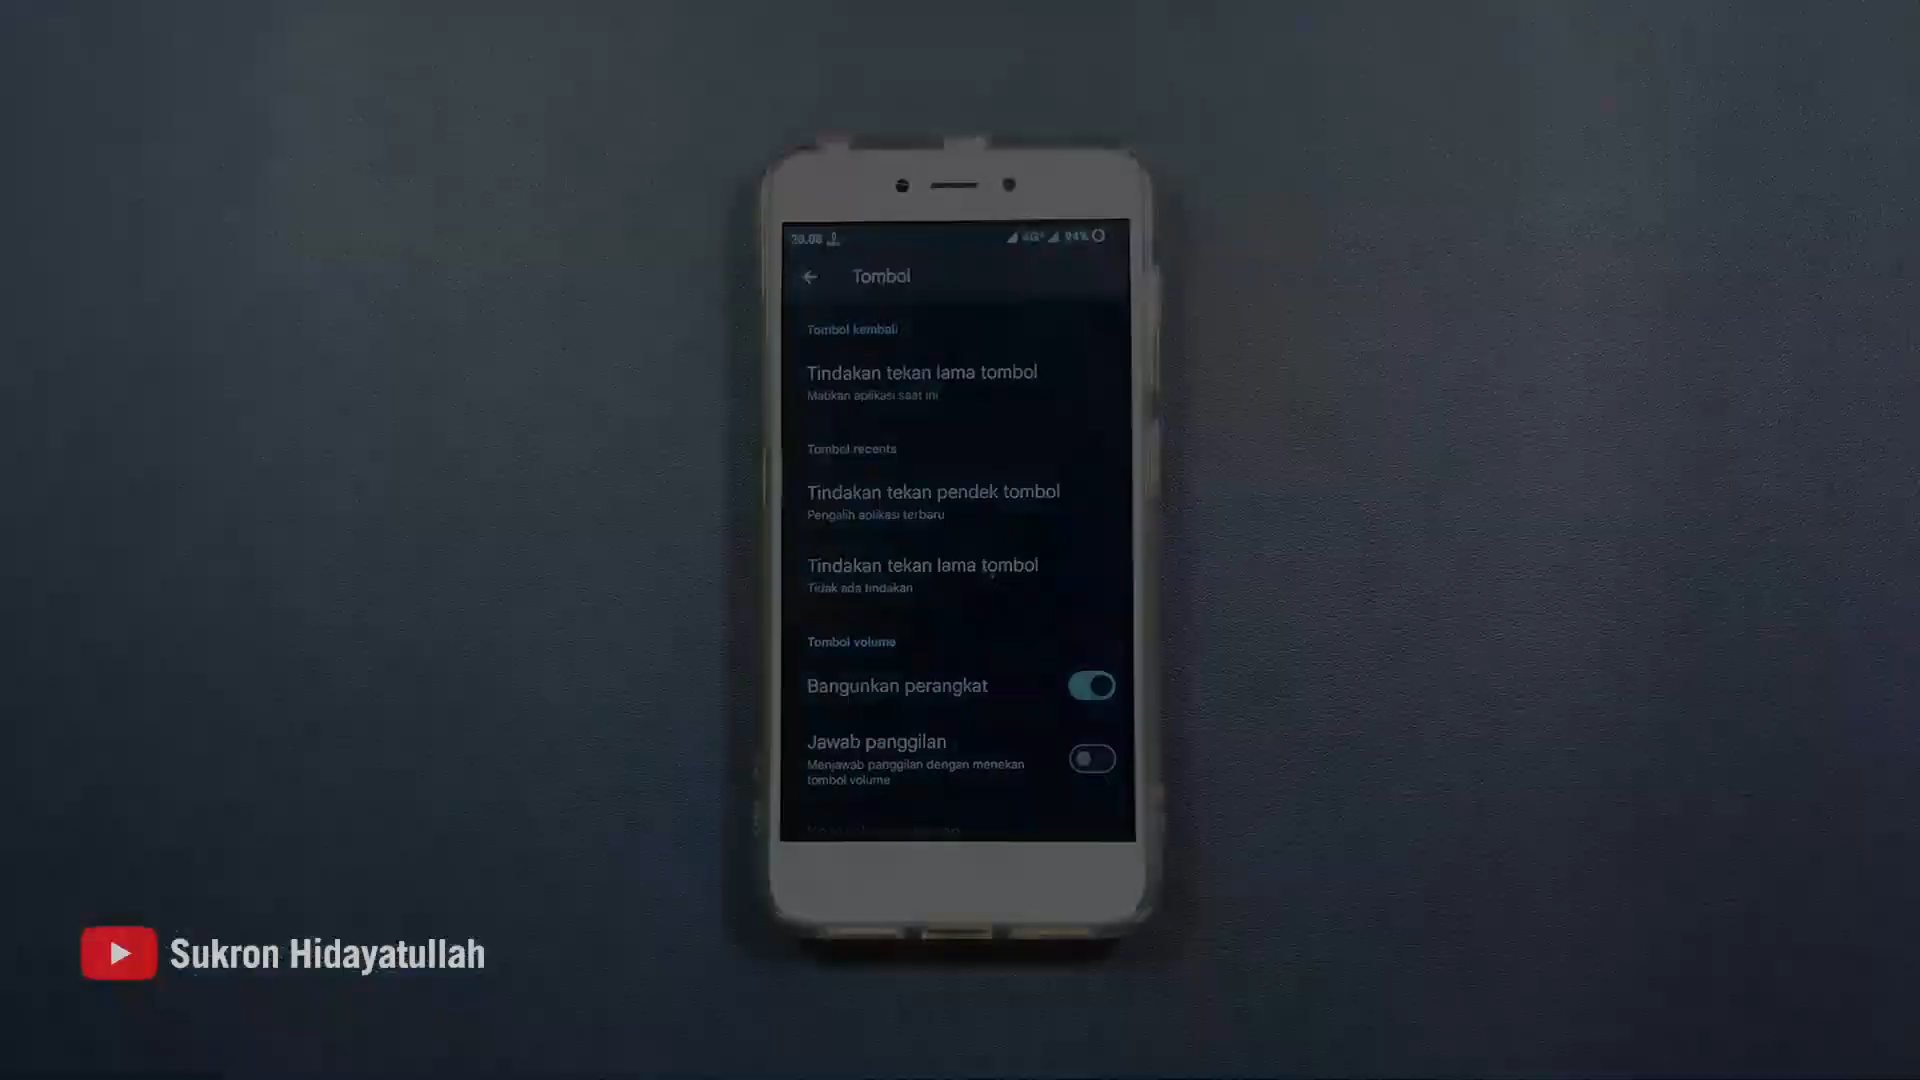 20.08
4G+ 94%
Tombol
Tombol kembali
Tindakan tekan lama tombol
Matikan aplikasi saat ini
Tombol recents
Tindakan tekan pendek tombol
Pengalih aplikasi terbaru
Tindakan tekan lama tombol
Tidak ada tindakan
Tombol volume
Bangunkan perangkat
Jawab panggilan
Menjawab panggilan dengan menekan
tombol volume
Sukron Hidayatullah